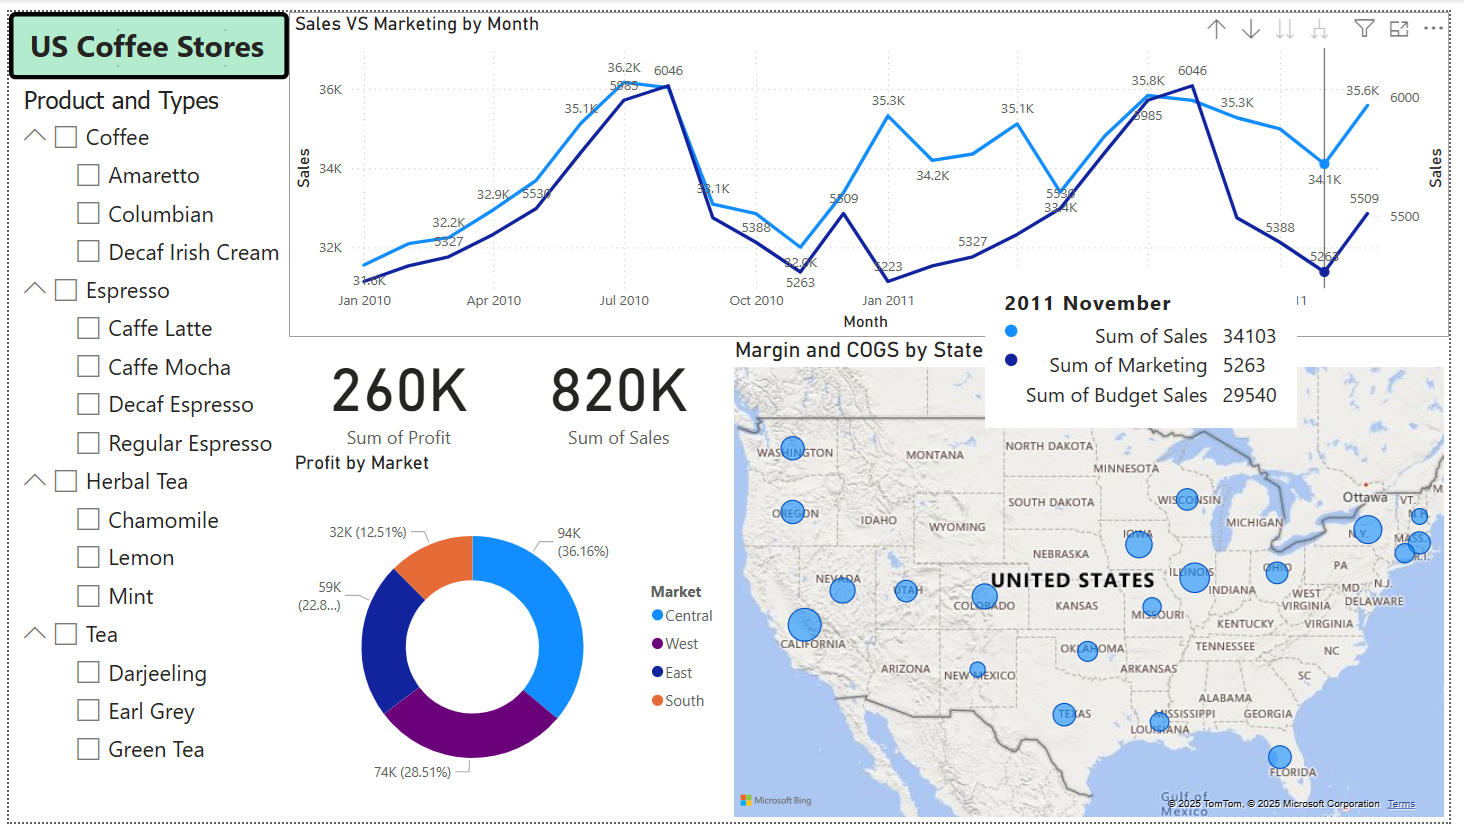 US Coffee Stores
Product and Types
Coffee
Amaretto
Columbian
Decaf Irish Cream
Espresso
Caffe Latte
Caffe Mocha
Decaf Espresso
Regular Espresso
Herbal Tea
Chamomile
Lemon
Mint
Tea
Darjeeling
Earl Grey
Green Tea
Sales VS Marketing by Month
36K
34K
32K
Sales
31.6K
32.2K
5327
32.9K
5530
35.1K
36.2K
5985
6046
33.1K
5388
32.0K
5263
5509
35.3K
5223
34.2K
5327
35.1K
5530
33.4K
35.8K
5985
6046
35.3K
5388
34.1K
5263
35.6K
5509
6000
5500
Sales
Jan 2010
Apr 2010
Jul 2010
Oct 2010
Jan 2011
11
Month
2011 November
Sum of Sales 34103
Sum of Marketing 5263
Sum of Budget Sales 29540
260K
Sum of Profit
820K
Sum of Sales
Profit by Market
32K (12.51%)
94K
(36.16%)
59K
(22.8...)
74K (28.51%)
Market
Central
West
East
South
Margin and COGS by State
WASHINGTON
MONTANA
NORTH DAKOTA
MINNESOTA
OREGON
IDAHO
SOUTH DAKOTA
WYOMING
WISCONSIN
MICHIGAN
Ottawa
VT.
N.H.
N.Y.
MASS.
R.I.
IOWA
NEBRASKA
NEVADA
UTAH
COLORADO
UNITED STATES
KANSAS
ILLINOIS
INDIANA
OHIO
PA
N.J.
MD.
DELAWARE
WEST
VIRGINIA
VIRGINIA
MISSOURI
KENTUCKY
CALIFORNIA
ARIZONA
NEW MEXICO
OKLAHOMA
TENNESSEE
ARKANSAS
NC
SC
ALABAMA
MISSISSIPPI
GEORGIA
TEXAS
LOUISIANA
FLORIDA
Gulf of
Mexico
Microsoft Bing
© 2025 TomTom, © 2025 Microsoft Corporation Terms